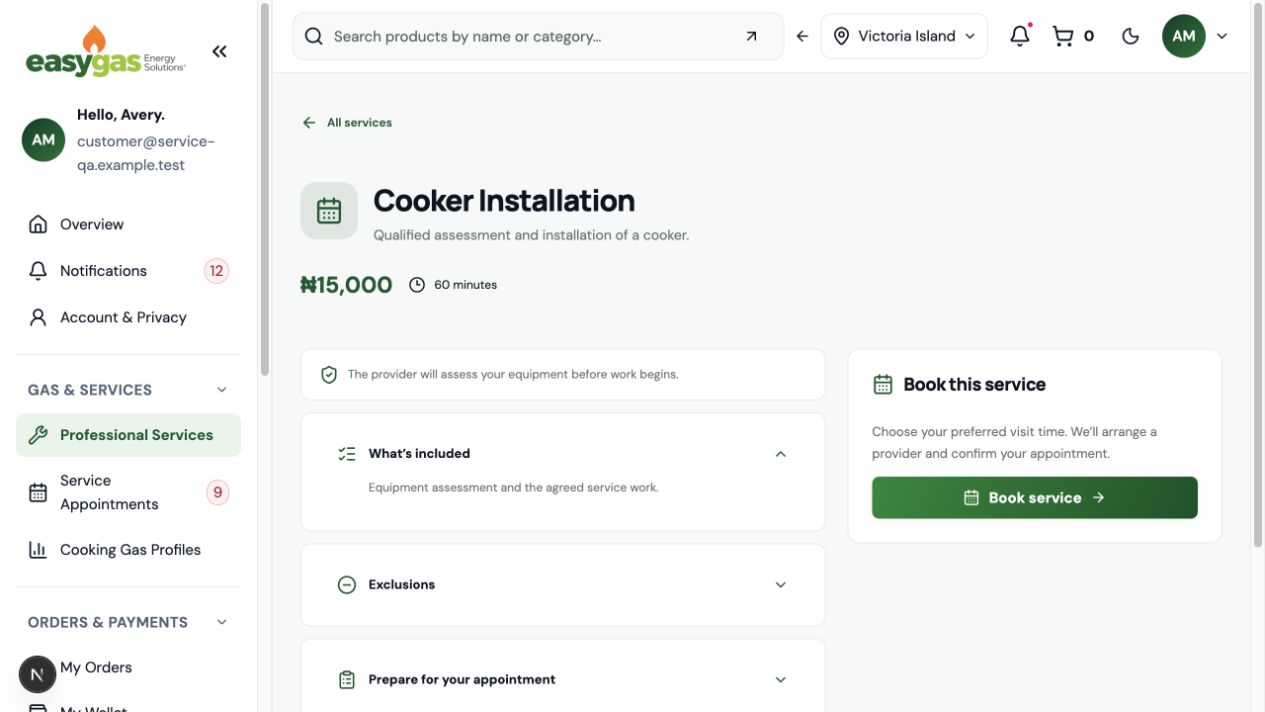 easygas Energy Solutions
Search products by name or category...
Victoria Island
0
AM
Hello, Avery.
AM
customer@service-
qa.example.test
Overview
Notifications 12
Account & Privacy
GAS & SERVICES
Professional Services
Service
Appointments 9
Cooking Gas Profiles
ORDERS & PAYMENTS
N
My Orders
My Wallet
All services
Cooker Installation
Qualified assessment and installation of a cooker.
₦15,000 60 minutes
The provider will assess your equipment before work begins.
What's included
Equipment assessment and the agreed service work.
Exclusions
Prepare for your appointment
Book this service
Choose your preferred visit time. We'll arrange a
provider and confirm your appointment.
Book service